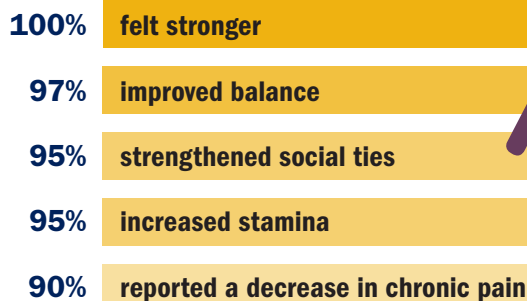 100% felt stronger
97% improved balance
95% strengthened social ties
95% increased stamina
90% reported a decrease in chronic pain